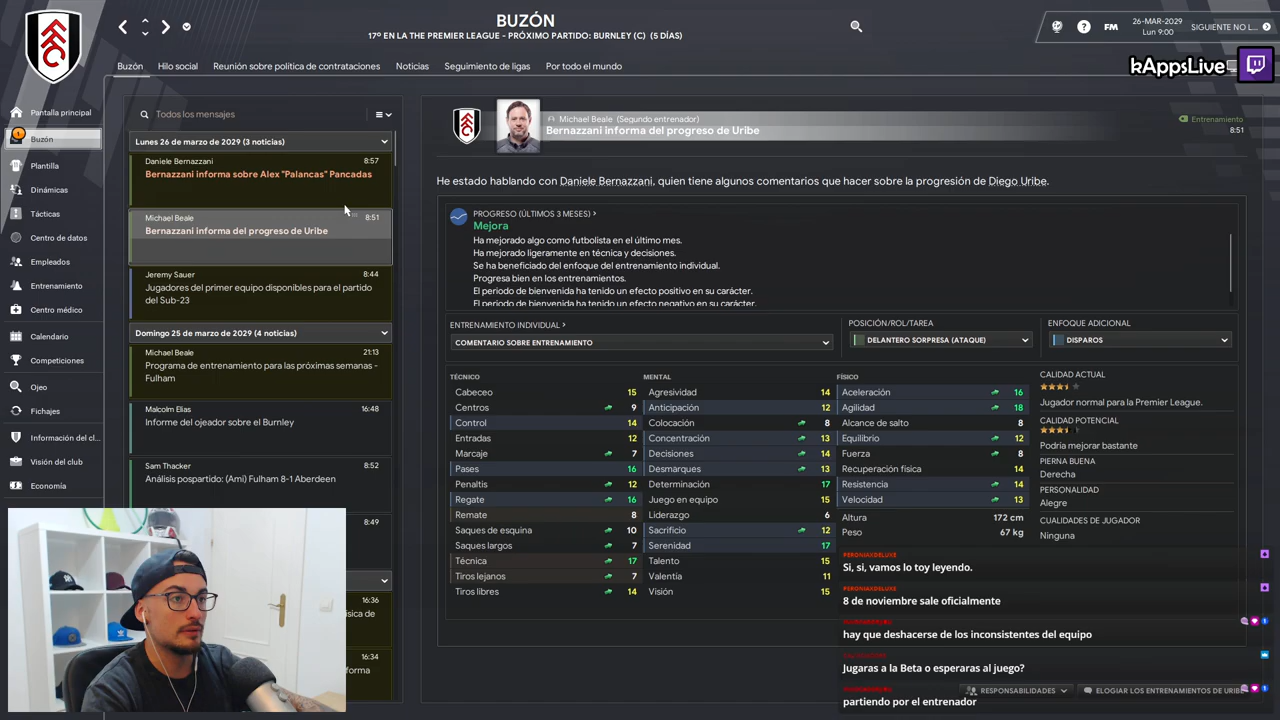 BUZÓN
17º EN LA THE PREMIER LEAGUE - PRÓXIMO PARTIDO: BURNLEY (C) (5 DÍAS)
FM
26-MAR-2029
Lun 9:00
SIGUIENTE NO L...
kAppsLive
Buzón
Hilo social
Reunión sobre política de contrataciones
Noticias
Seguimiento de ligas
Por todo el mundo
Pantalla principal
1
Buzón
Plantilla
Dinámicas
Tácticas
Centro de datos
Empleados
Entrenamiento
Centro médico
Calendario
Competiciones
Ojeo
Fichajes
Información del cl...
Visión del club
Economía
Todos los mensajes
Lunes 26 de marzo de 2029 (3 noticias)
Daniele Bernazzani 8:57
Bernazzani informa sobre Alex "Palancas" Pancadas
Michael Beale 8:51
Bernazzani informa del progreso de Uribe
Jeremy Sauer 8:44
Jugadores del primer equipo disponibles para el partido
del Sub-23
Domingo 25 de marzo de 2029 (4 noticias)
Michael Beale 21:13
Programa de entrenamiento para las próximas semanas -
Fulham
Malcolm Elias 16:48
Informe del ojeador sobre el Burnley
Sam Thacker 8:52
Análisis pospartido: (Ami) Fulham 8-1 Aberdeen
8:49
16:36
16:34
Michael Beale (Segundo entrenador)
Bernazzani informa del progreso de Uribe
Entrenamiento
8:51
He estado hablando con Daniele Bernazzani, quien tiene algunos comentarios que hacer sobre la progresión de Diego Uribe.
PROGRESO (ÚLTIMOS 3 MESES) >
Mejora
Ha mejorado algo como futbolista en el último mes.
Ha mejorado ligeramente en técnica y decisiones.
Se ha beneficiado del enfoque del entrenamiento individual.
Progresa bien en los entrenamientos.
El periodo de bienvenida ha tenido un efecto positivo en su carácter.
El periodo de bienvenida ha tenido un efecto negativo en su carácter.
ENTRENAMIENTO INDIVIDUAL >
COMENTARIO SOBRE ENTRENAMIENTO
POSICIÓN/ROL/TAREA
DELANTERO SORPRESA (ATAQUE)
ENFOQUE ADICIONAL
DISPAROS
TÉCNICO
Cabeceo 15
Centros 9
Control 14
Entradas 12
Marcaje 7
Pases 16
Penaltis 12
Regate 16
Remate 8
Saques de esquina 10
Saques largos 7
Técnica 17
Tiros lejanos 7
Tiros libres 14
MENTAL
Agresividad 14
Anticipación 12
Colocación 8
Concentración 13
Decisiones 14
Desmarques 13
Determinación 17
Juego en equipo 15
Liderazgo 6
Sacrificio 12
Serenidad 17
Talento 15
Valentía 11
Visión 15
FÍSICO
Aceleración 16
Agilidad 18
Alcance de salto 8
Equilibrio 12
Fuerza 8
Recuperación física 14
Resistencia 14
Velocidad 13
Altura 172 cm
Peso 67 kg
CALIDAD ACTUAL
Jugador normal para la Premier League.
CALIDAD POTENCIAL
Podría mejorar bastante
PIERNA BUENA
Derecha
PERSONALIDAD
Alegre
CUALIDADES DE JUGADOR
Ninguna
PERONIAXDELUXE
Si, si, vamos lo toy leyendo.
PERONIAXDELUXE
8 de noviembre sale oficialmente
hay que deshacerse de los inconsistentes del equipo
Jugaras a la Beta o esperaras al juego?
partiendo por el entrenador
RESPONSABILIDADES
ELOGIAR LOS ENTRENAMIENTOS DE URIBE